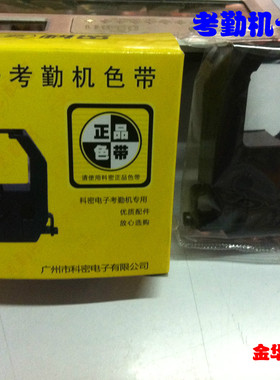 考勤机
考勤机色带
正品
色带
请使用科密正品色带
科密电子考勤机专用
优质配件
放心选购
广州市科密电子有限公司
金